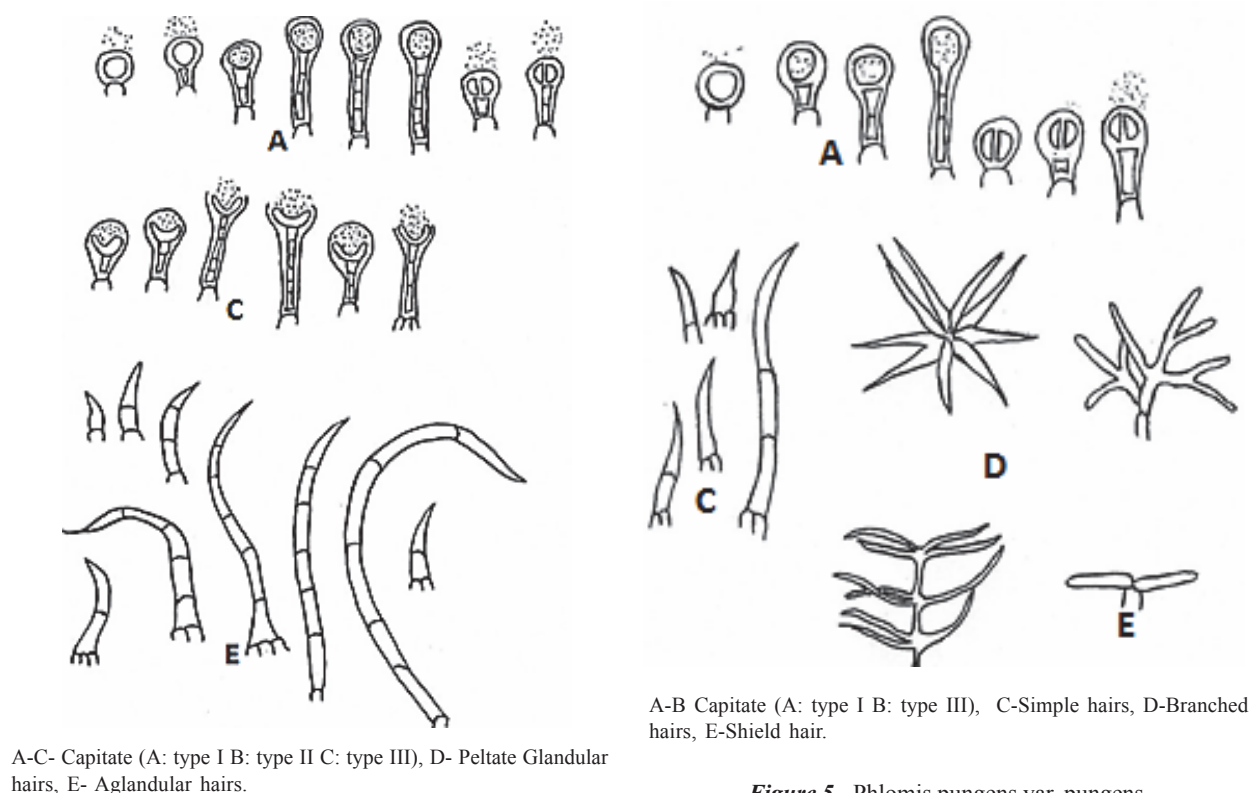 A
C
E
A-C- Capitate (A: type I B: type II C: type III), D- Peltate Glandular
hairs, E- Aglandular hairs.
A
C
D
E
A-B Capitate (A: type I B: type III), C-Simple hairs, D-Branched
hairs, E-Shield hair.
Figure 5. Phlomis pungens var. pungens